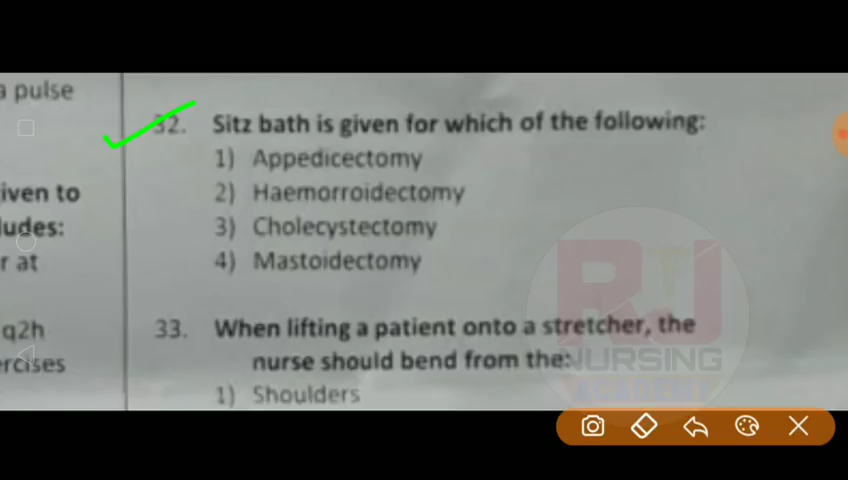 a pulse
32. Sitz bath is given for which of the following:
1) Appedicectomy
iven to
2) Haemorroidectomy
ludes:
3) Cholecystectomy
r at
4) Mastoidectomy
q2h
33. When lifting a patient onto a stretcher, the
ercises
nurse should bend from the:
1) Shoulders
RJ
NURSING
ACADEMY